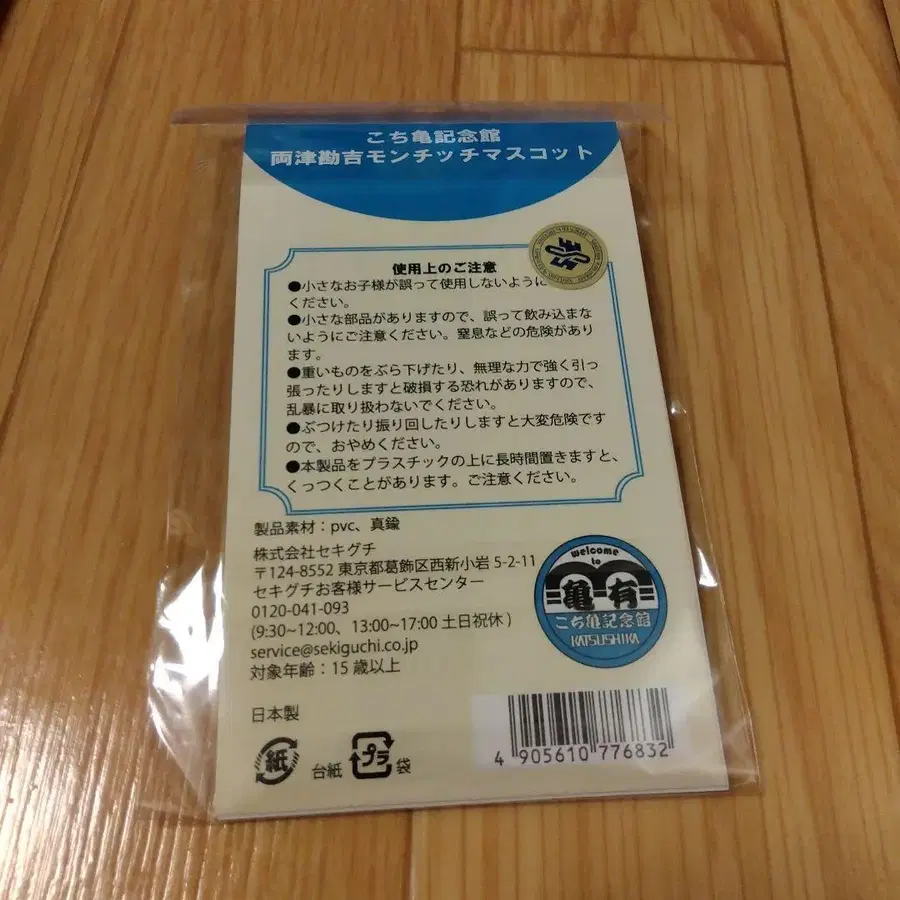 こち亀記念館
両津勘吉モンチッチマスコット
使用上のご注意
●小さなお子様が誤って使用しないように
ください。
●小さな部品がありますので、誤って飲み込まな
いようにご注意ください。窒息などの危険があり
ます。
●重いものをぶら下げたり、無理な力で強く引っ
張ったりしますと破損する恐れがありますので、
乱暴に取り扱わないでください。
●ぶつけたり振り回したりしますと大変危険です
ので、おやめください。
●本製品をプラスチックの上に長時間置きますと、
くっつくことがあります。ご注意ください。
製品素材：pvc、真鍮
株式会社セキグチ
〒124-8552 東京都葛飾区西新小岩 5-2-11
セキグチお客様サービスセンター
0120-041-093
(9:30~12:00、13:00~17:00 土日祝休)
service@sekiguchi.co.jp
対象年齢：15 歳以上
welcome
to
亀有
こち亀記念館
KATSUSHIKA
日本製
紙 台紙 プラ 袋
4 905610 776832